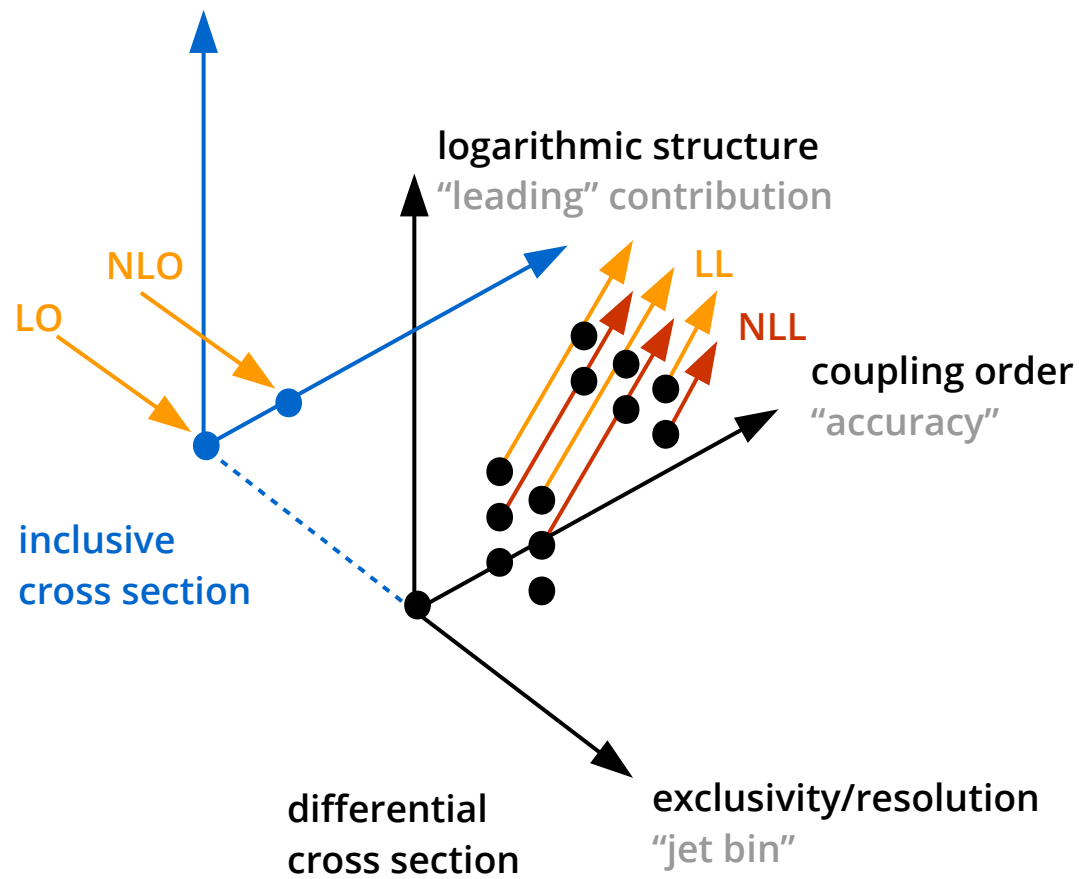 logarithmic structure
“leading” contribution
NLO
LL
LO
NLL
coupling order
“accuracy”
inclusive
cross section
differential
cross section
exclusivity/resolution
“jet bin”